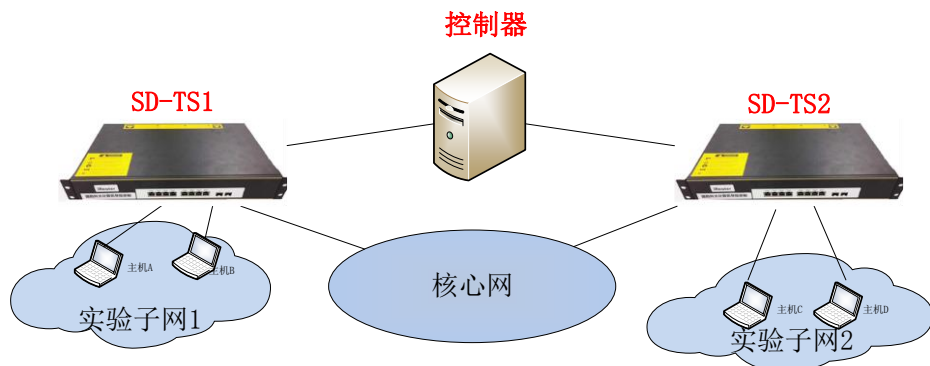 控制器
SD-TS1
SD-TS2
主机A
主机B
核心网
主机C
主机D
实验子网1
实验子网2